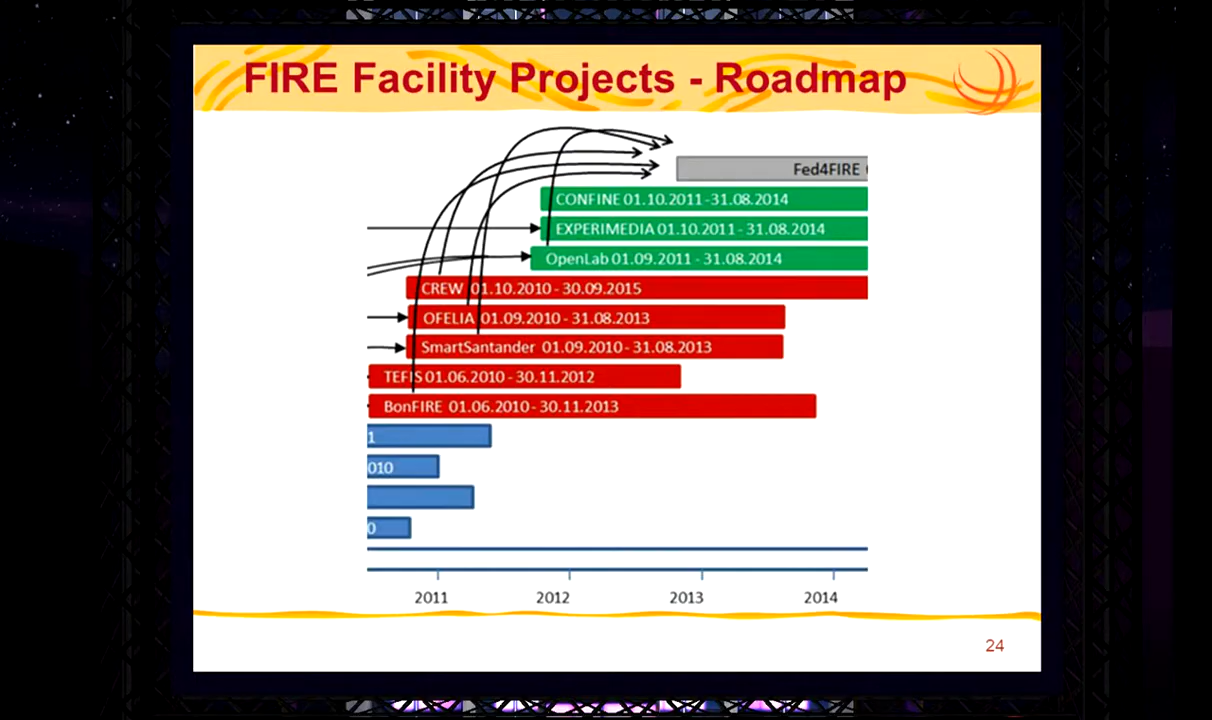 FIRE Facility Projects - Roadmap
Fed4FIRE
CONFINE 01.10.2011 -31.08.2014
EXPERIMEDIA 01.10.2011 - 31.08.2014
OpenLab 01.09.2011 - 31.08.2014
CREW 01.10.2010 - 30.09.2015
OFELIA 01.09.2010 - 31.08.2013
SmartSantander 01.09.2010 - 31.08.2013
TEFIS 01.06.2010 - 30.11.2012
BonFIRE 01.06.2010 - 30.11.2013
1
010
0
2011 2012 2013 2014
24